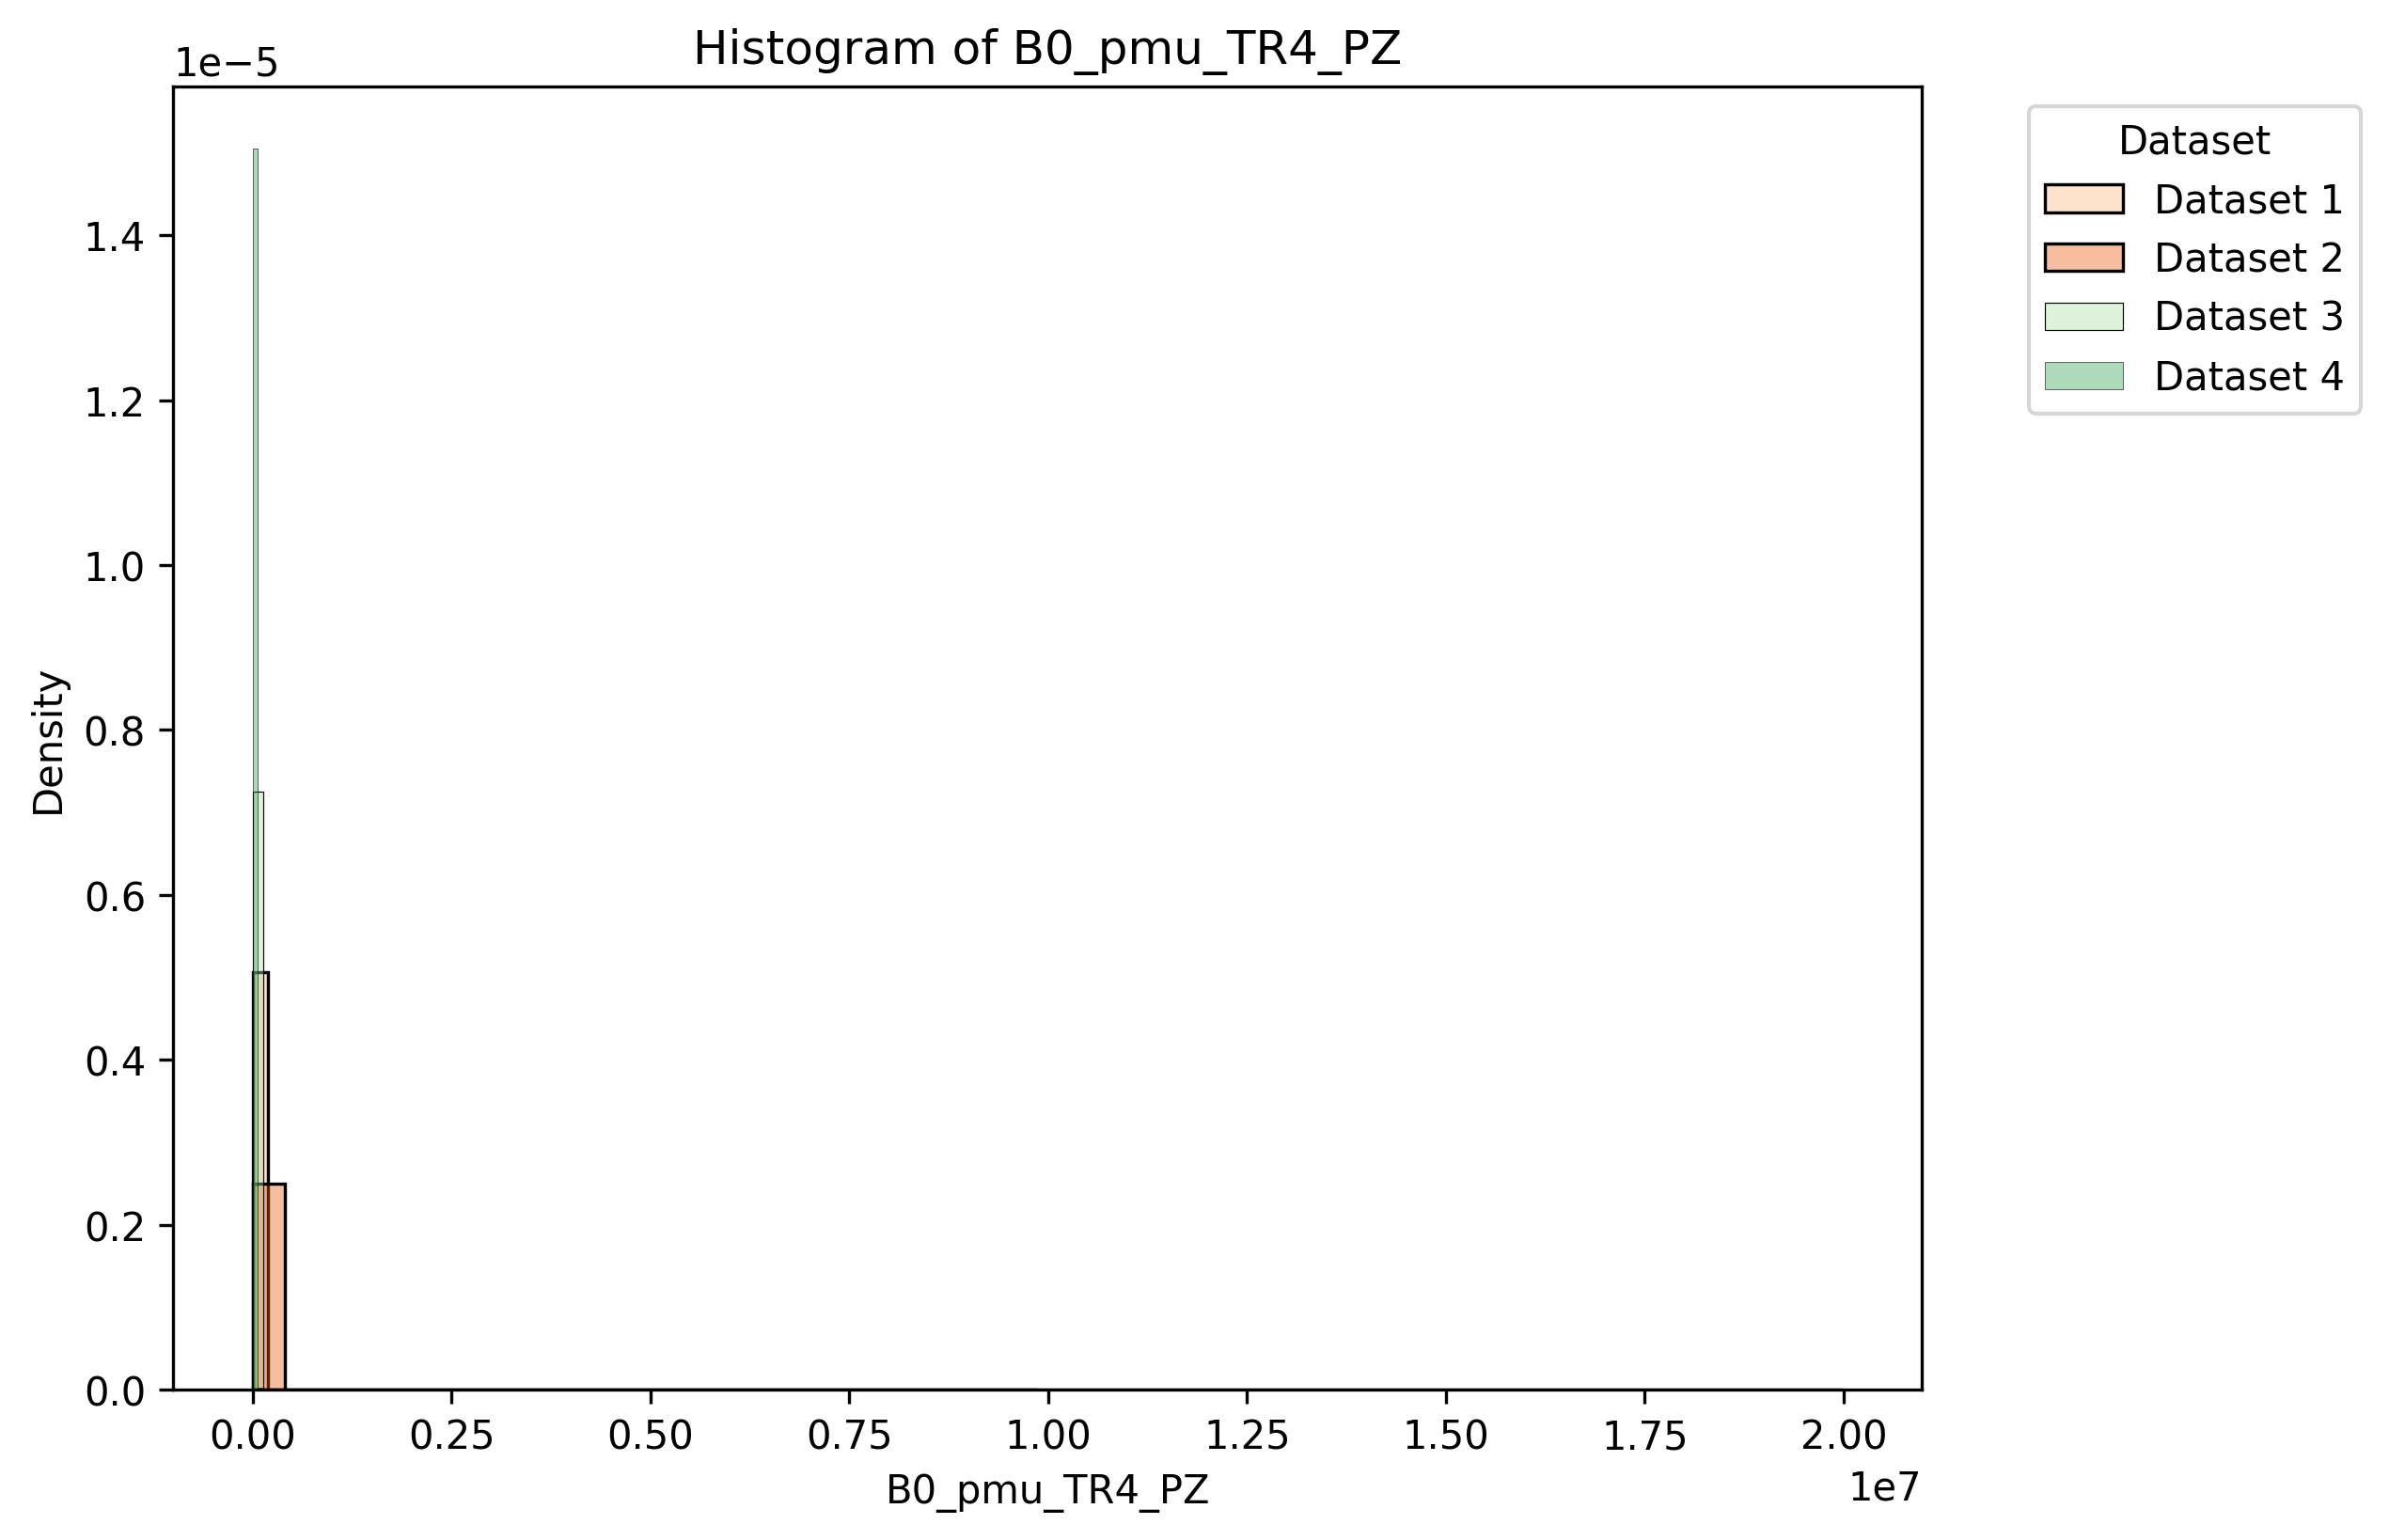 Histogram of B0_pmu_TR4_PZ
1e−5
1.4
1.2
1.0
0.8
0.6
0.4
0.2
0.0
Density
0.00 0.25 0.50 0.75 1.00 1.25 1.50 1.75 2.00
1e7
B0_pmu_TR4_PZ
Dataset
Dataset 1
Dataset 2
Dataset 3
Dataset 4